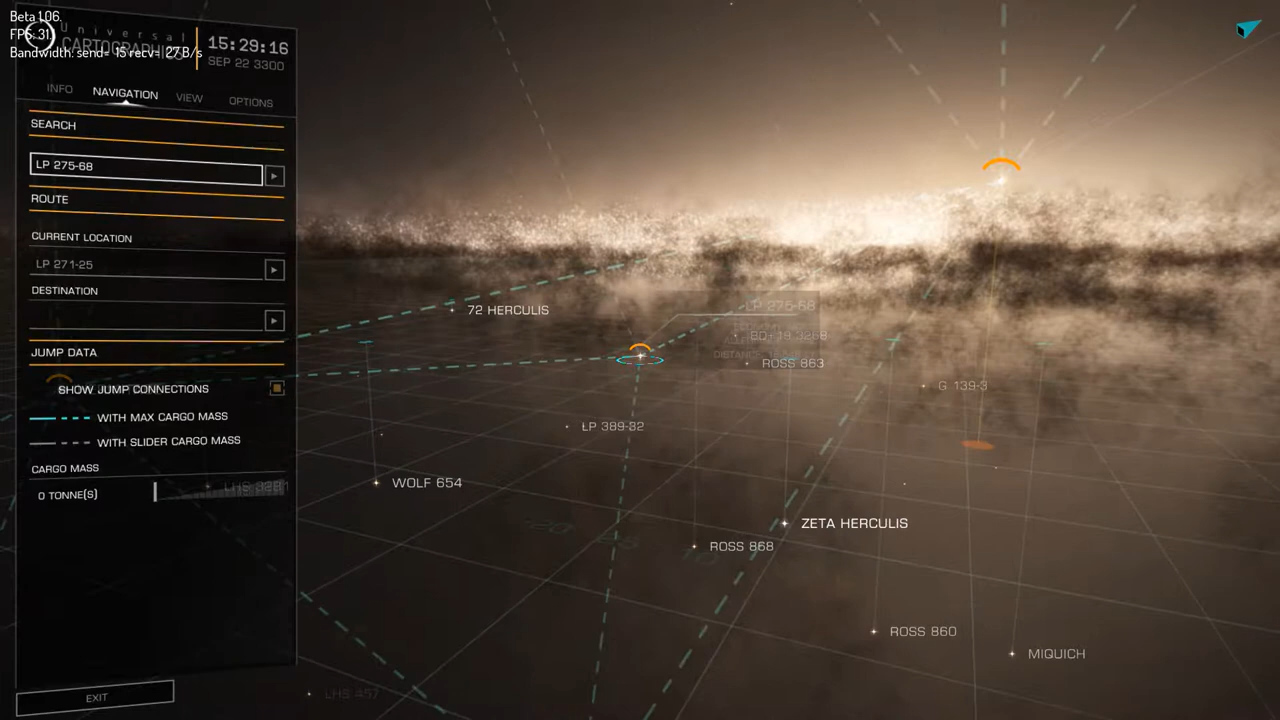 Beta 1.06.
FPS: 31.
Bandwidth: send= 15 recv= 27 B/s
Universal
CARTOGRAPHICS
15:29:16
SEP 22 3300
INFO NAVIGATION VIEW OPTIONS
SEARCH
LP 275-68
ROUTE
CURRENT LOCATION
LP 271-25
DESTINATION
JUMP DATA
SHOW JUMP CONNECTIONS
WITH MAX CARGO MASS
WITH SLIDER CARGO MASS
CARGO MASS
0 TONNE(S)
EXIT
72 HERCULIS
LP 275-68
ROSS 863
G 139-3
LP 389-32
WOLF 654
ZETA HERCULIS
ROSS 868
ROSS 860
MIQUICH
LHS 457